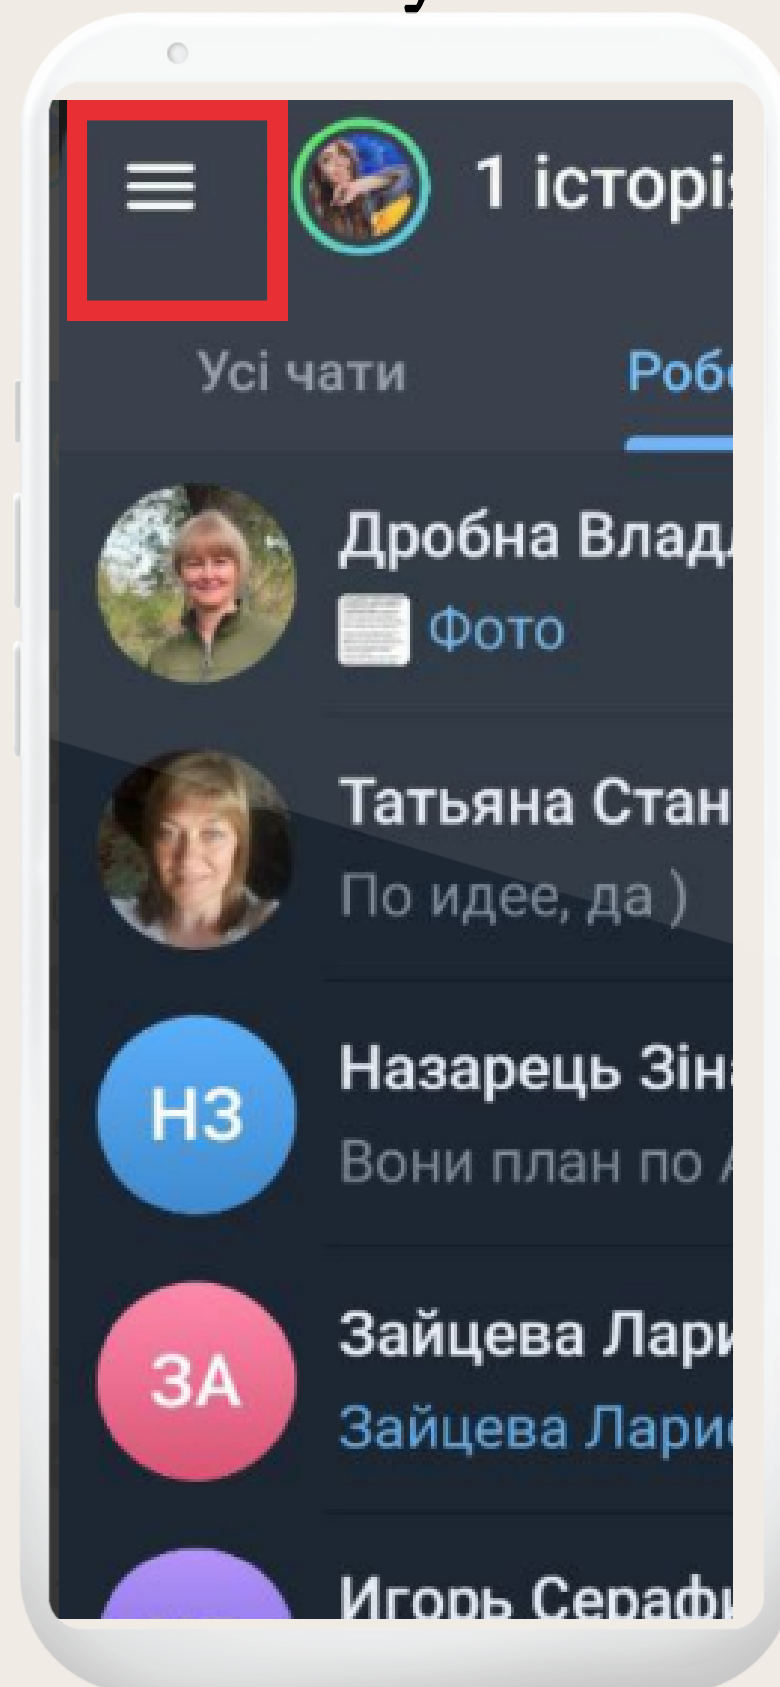 1 історі
Усі чати
Роб
Дробна Влад
Фото
Татьяна Стан
По идее, да )
Назарець Зін
Вони план по
НЗ
Зайцева Лари
ЗА
Зайцева Лари
Игорь Сераф